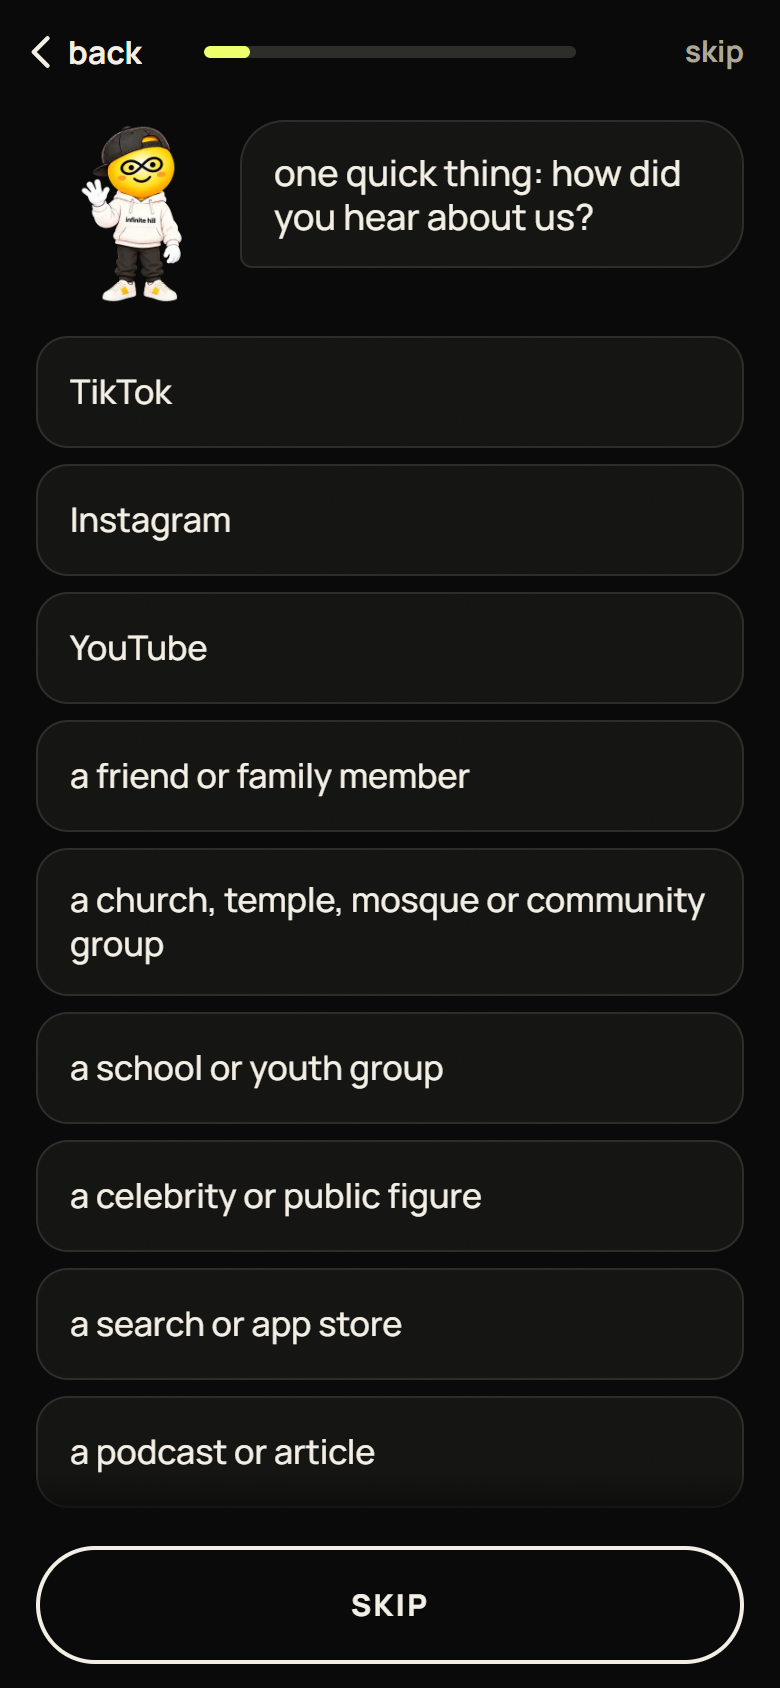 back
skip
one quick thing: how did
you hear about us?
infinite hill
TikTok
Instagram
YouTube
a friend or family member
a church, temple, mosque or community
group
a school or youth group
a celebrity or public figure
a search or app store
a podcast or article
SKIP